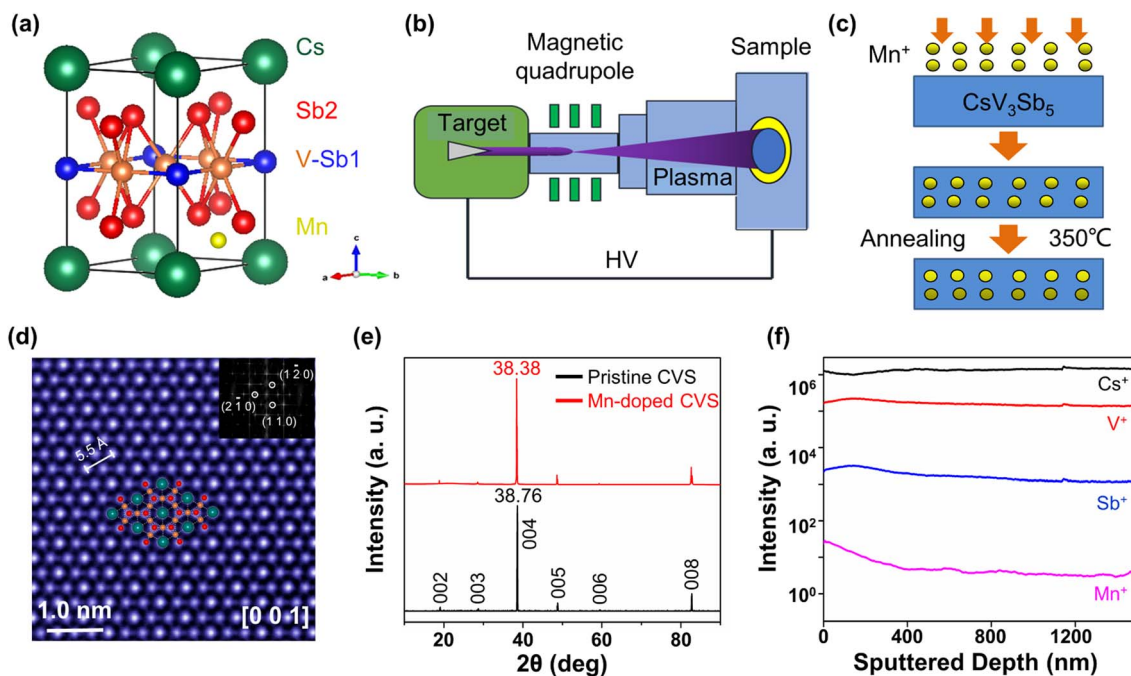 (a)
Cs
Sb2
V-Sb1
Mn
c
a
b
(b)
Magnetic
quadrupole
Sample
Target
Plasma
HV
(c)
Mn⁺
CsV₃Sb₅
Annealing
350℃
(d)
(1 2̄ 0)
(2̄ 1 0)
(1 1 0)
5.5 Å
1.0 nm
[0 0 1]
(e)
Intensity (a. u.)
38.38
Pristine CVS
Mn-doped CVS
38.76
002
003
004
005
006
008
20
40
60
80
2θ (deg)
(f)
Intensity (a. u.)
10⁶
10⁴
10²
10⁰
Cs⁺
V⁺
Sb⁺
Mn⁺
0
400
800
1200
Sputtered Depth (nm)